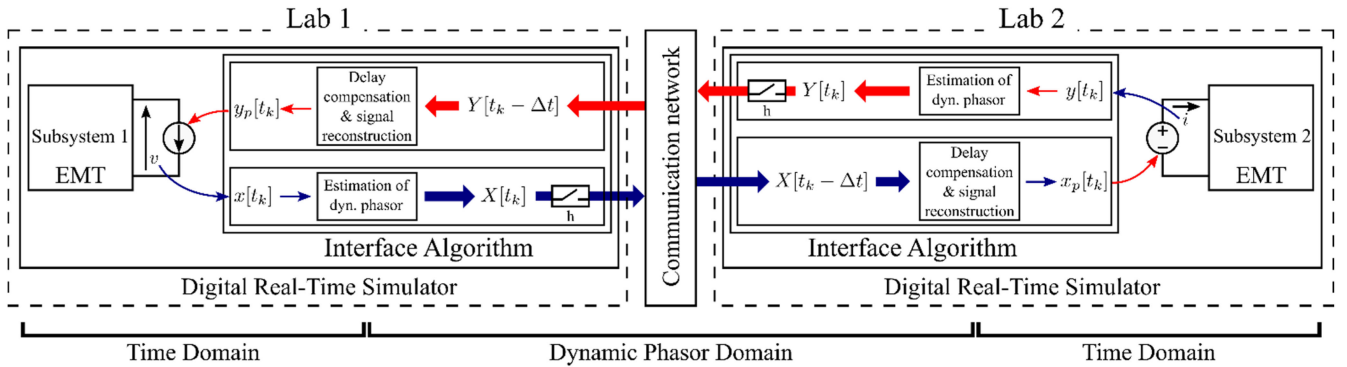 Lab 1
Lab 2
Subsystem 1
EMT
v
y_p[t_k]
Delay
compensation
& signal
reconstruction
Y[t_k − Δt]
x[t_k]
Estimation of
dyn. phasor
X[t_k]
h
Interface Algorithm
Digital Real-Time Simulator
Communication network
h
Y[t_k]
Estimation of
dyn. phasor
y[t_k]
X[t_k − Δt]
Delay
compensation
& signal
reconstruction
x_p[t_k]
i
+
−
Subsystem 2
EMT
Interface Algorithm
Digital Real-Time Simulator
Time Domain
Dynamic Phasor Domain
Time Domain